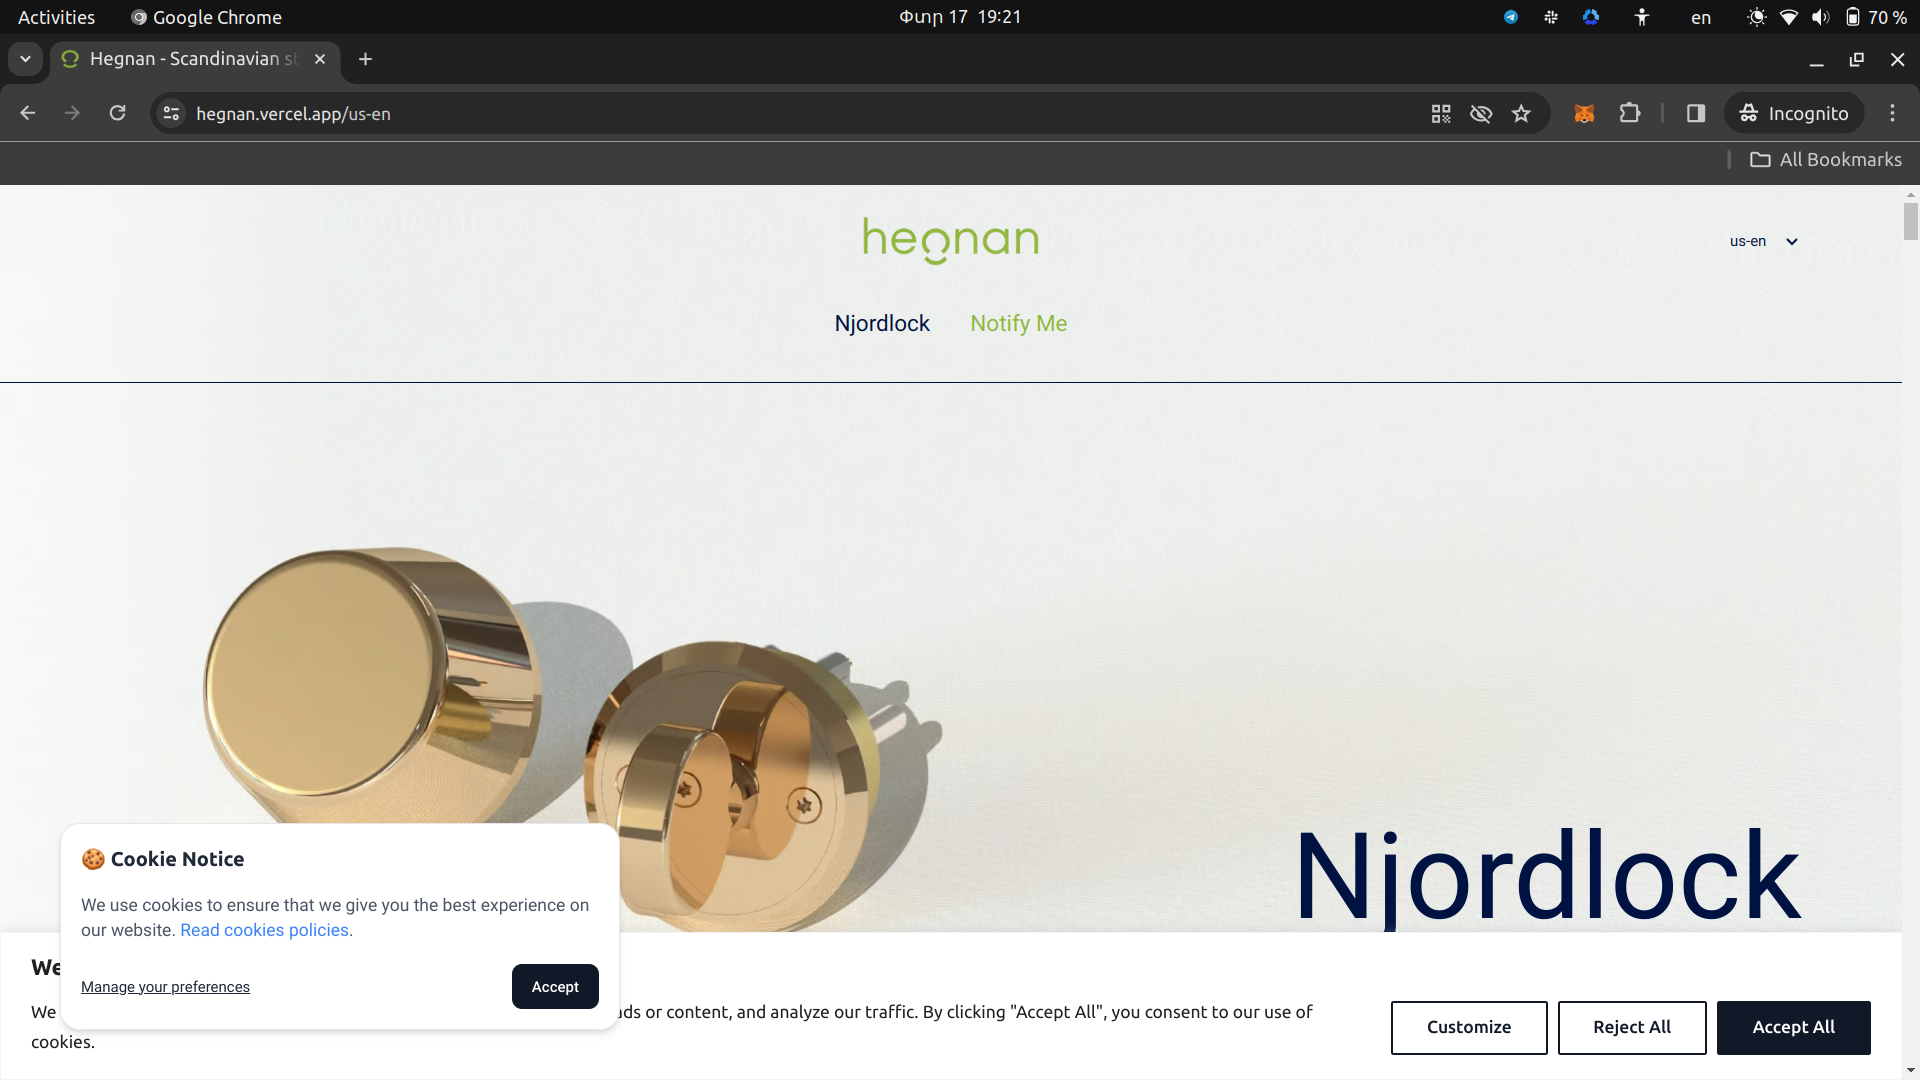 Activities
Google Chrome
Փտր 17 19:21
en
70 %
Hegnan - Scandinavian st
hegnan.vercel.app/us-en
Incognito
All Bookmarks
hegnan
us-en
Njordlock
Notify Me
Njordlock
🍪 Cookie Notice
We use cookies to ensure that we give you the best experience on
our website. Read cookies policies.
Manage your preferences
Accept
We
We
ads or content, and analyze our traffic. By clicking "Accept All", you consent to our use of
cookies.
Customize
Reject All
Accept All